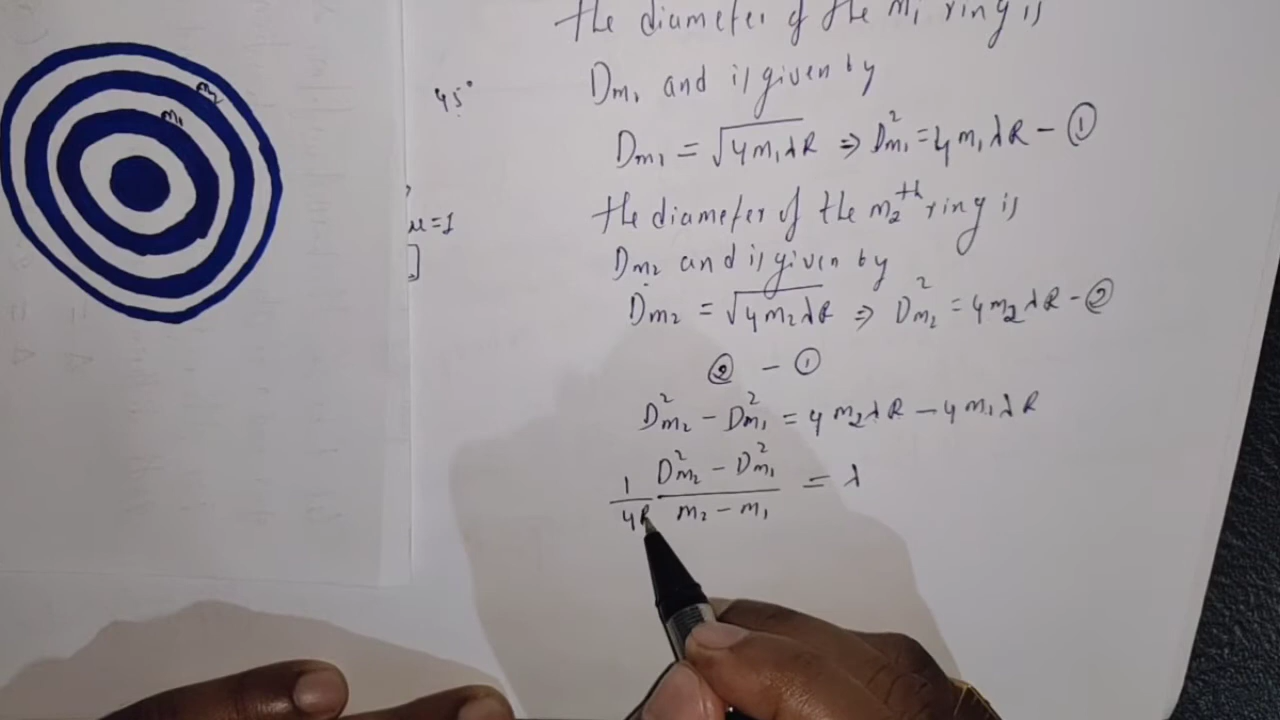 the diameter of the m₁ ring is
Dm₁ and is given by
Dm₁ = √4m₁λR ⇒ D²m₁ = 4m₁λR - ①
the diameter of the m₂ᵗʰ ring is
Dm₂ and is given by
Dm₂ = √4m₂λR ⇒ D²m₂ = 4m₂λR - ②
② - ①
D²m₂ - D²m₁ = 4m₂λR - 4m₁λR
1/4R (D²m₂ - D²m₁)/(m₂ - m₁) = λ
m₂
m₁
45°
μ=1